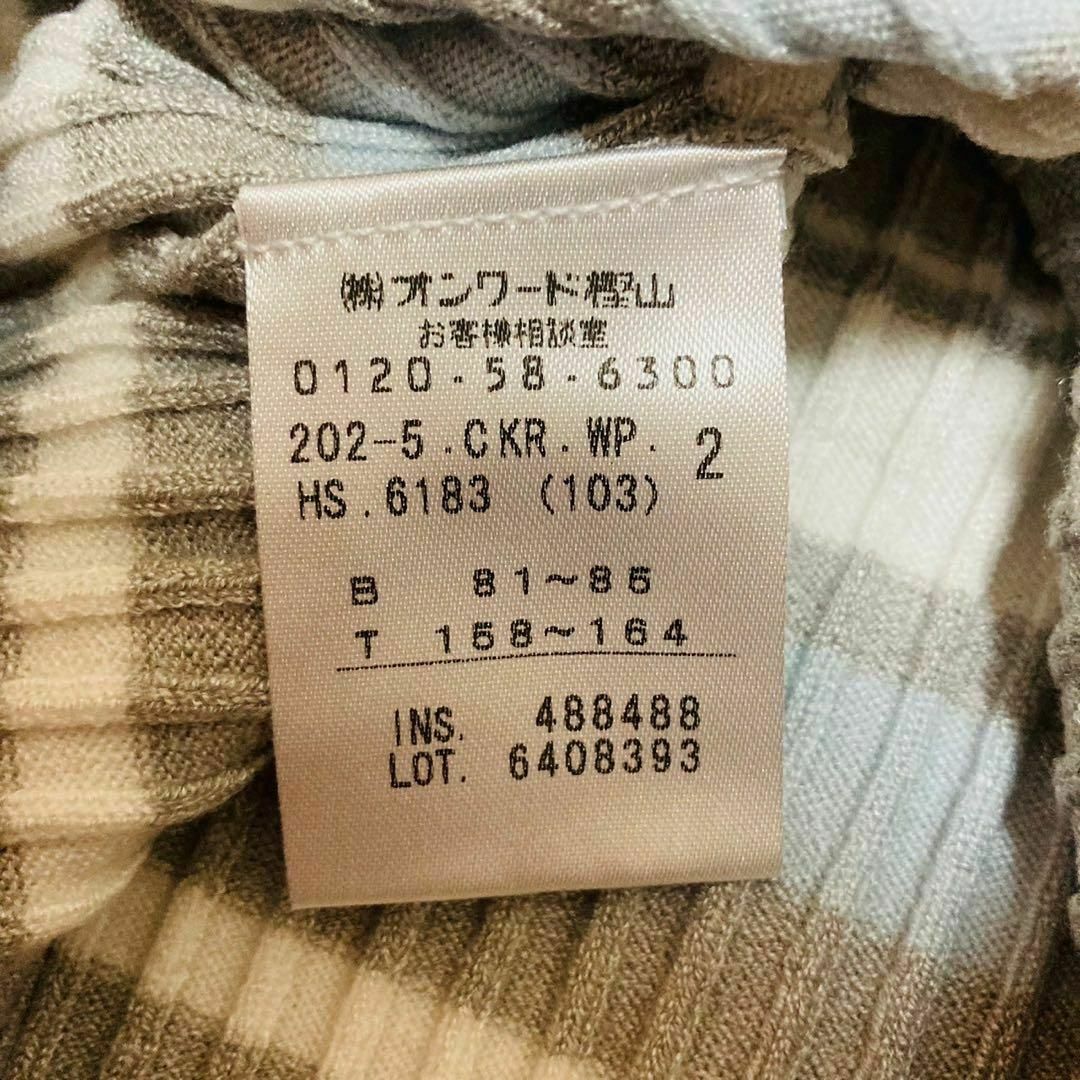 ㈱オンワード樫山
お客様相談室
0120-58-6300
202-5.CKR.WP. 2
HS.6183 (103)
B 81～85
T 158～164
INS. 488488
LOT. 6408393